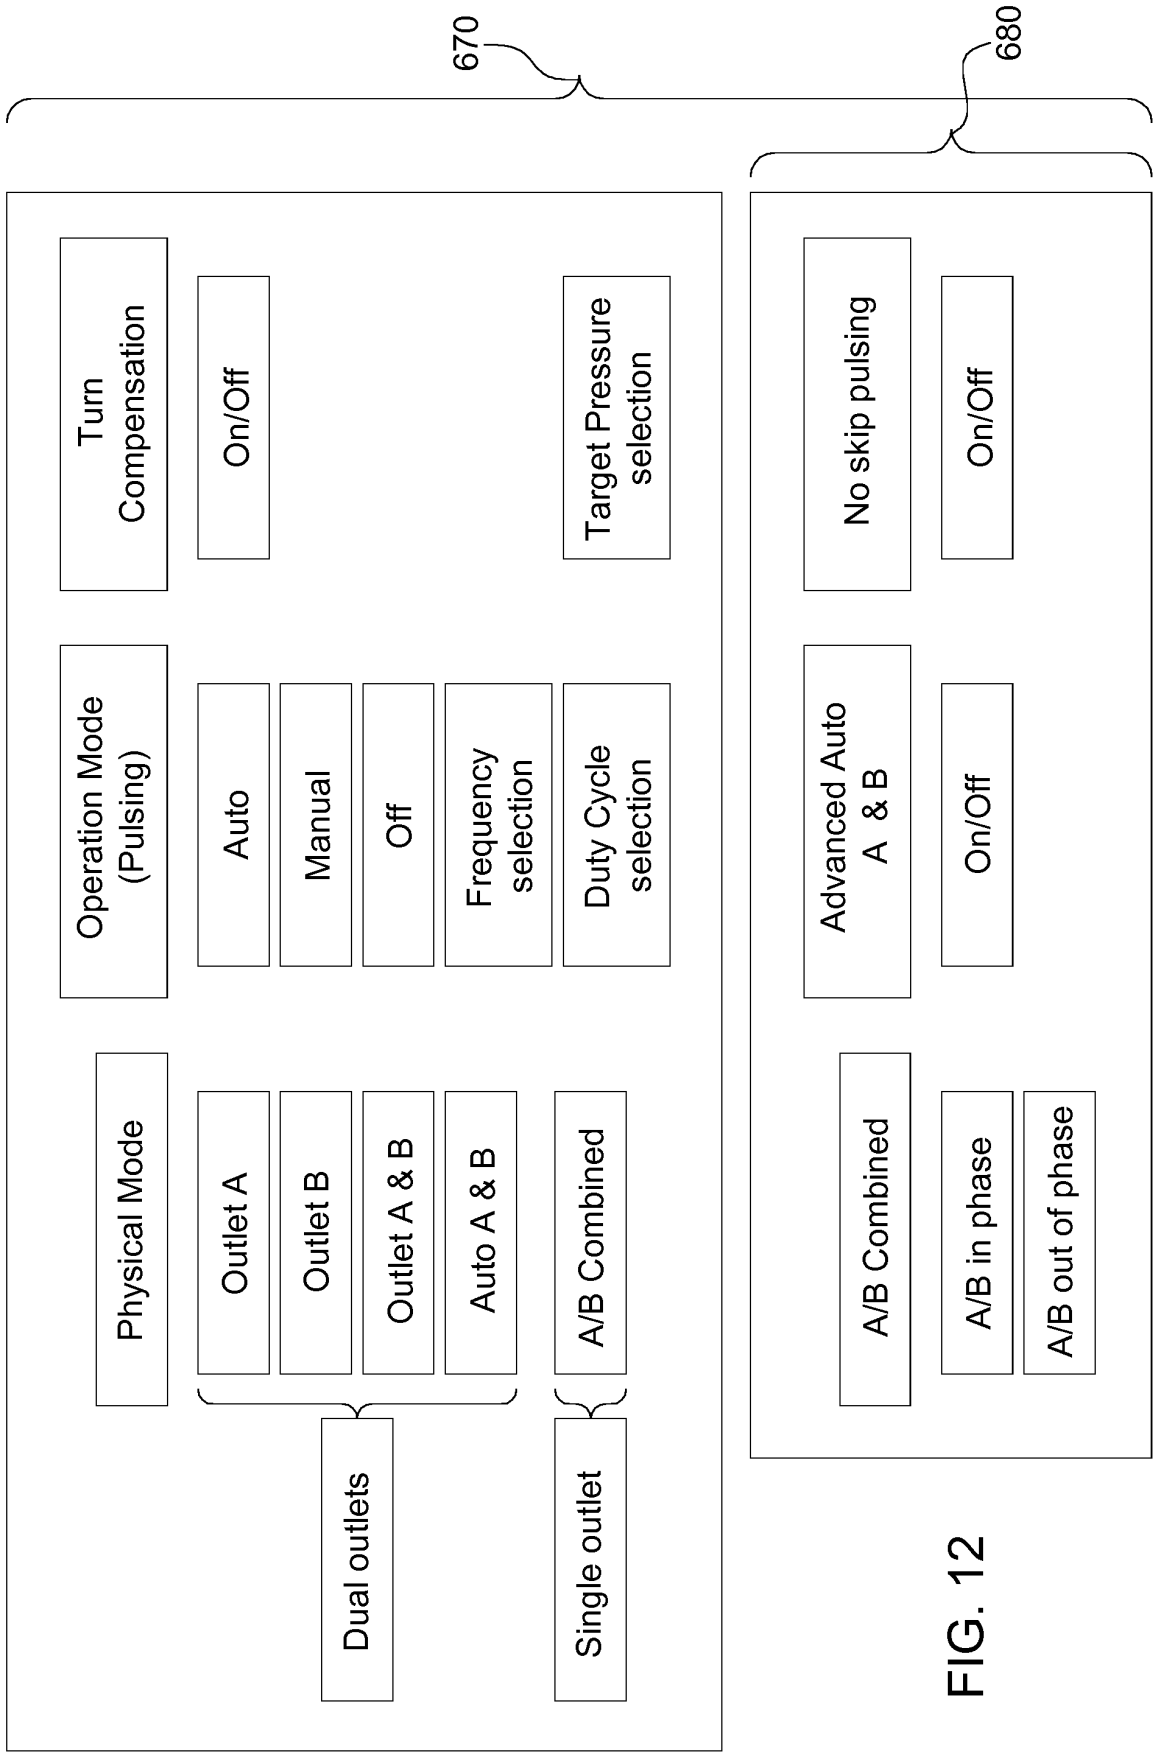 Physical Mode
Operation Mode
(Pulsing)
Turn
Compensation
Dual outlets
Outlet A
Outlet B
Outlet A & B
Auto A & B
Auto
Manual
Off
Frequency
selection
Duty Cycle
selection
On/Off
Single outlet
A/B Combined
Target Pressure
selection
670
A/B Combined
Advanced Auto
A & B
No skip pulsing
A/B in phase
A/B out of phase
On/Off
On/Off
680
FIG. 12